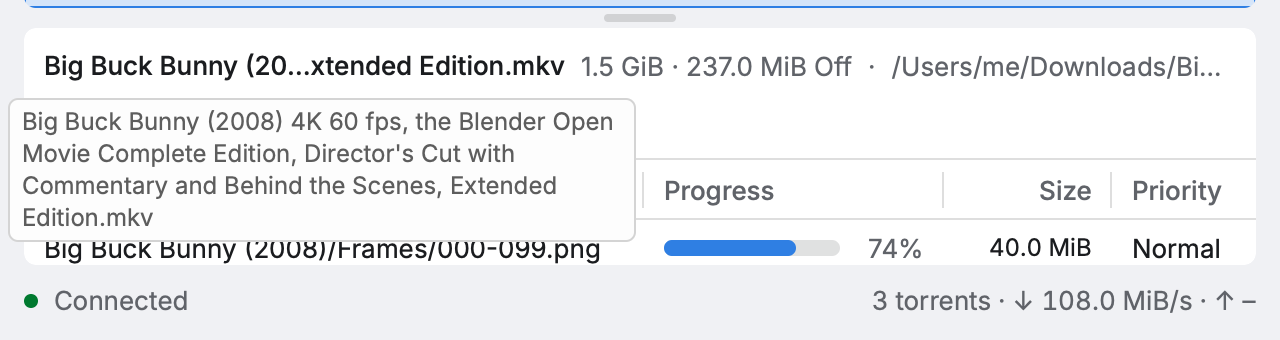 Big Buck Bunny (20...xtended Edition.mkv 1.5 GiB · 237.0 MiB Off · /Users/me/Downloads/Bi...
Big Buck Bunny (2008) 4K 60 fps, the Blender Open
Movie Complete Edition, Director's Cut with
Commentary and Behind the Scenes, Extended
Edition.mkv
Progress Size Priority
Big Buck Bunny (2008)/Frames/000-099.png 74% 40.0 MiB Normal
Connected 3 torrents · ↓ 108.0 MiB/s · ↑ –